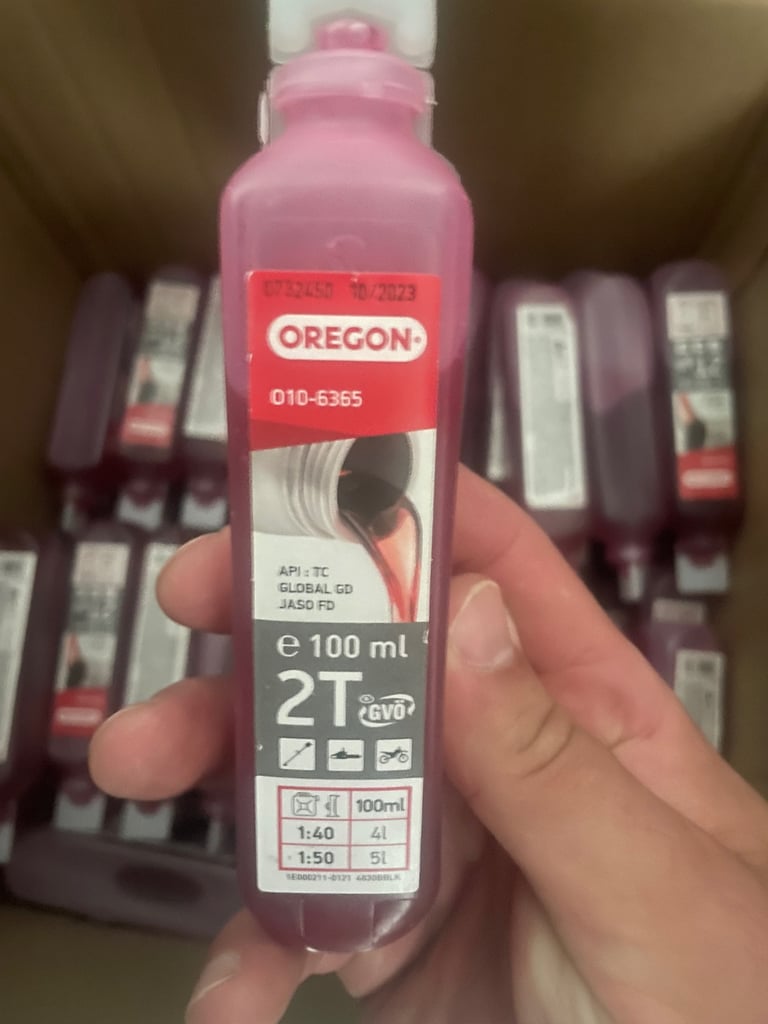 0732450 10/2023
OREGON
O10-6365
API : TC
GLOBAL GD
JASO FD
e 100 ml
2T GVÖ
100ml
1:40 4l
1:50 5l